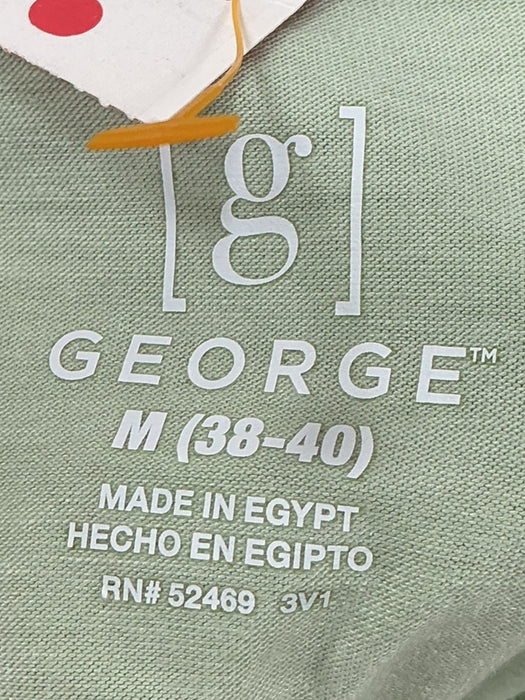 [g]
GEORGE™
M (38-40)
MADE IN EGYPT
HECHO EN EGIPTO
RN# 52469 3V1